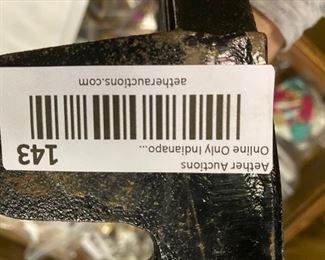 Aether Auctions
Online Only Indianapo...
143
aetherauctions.com